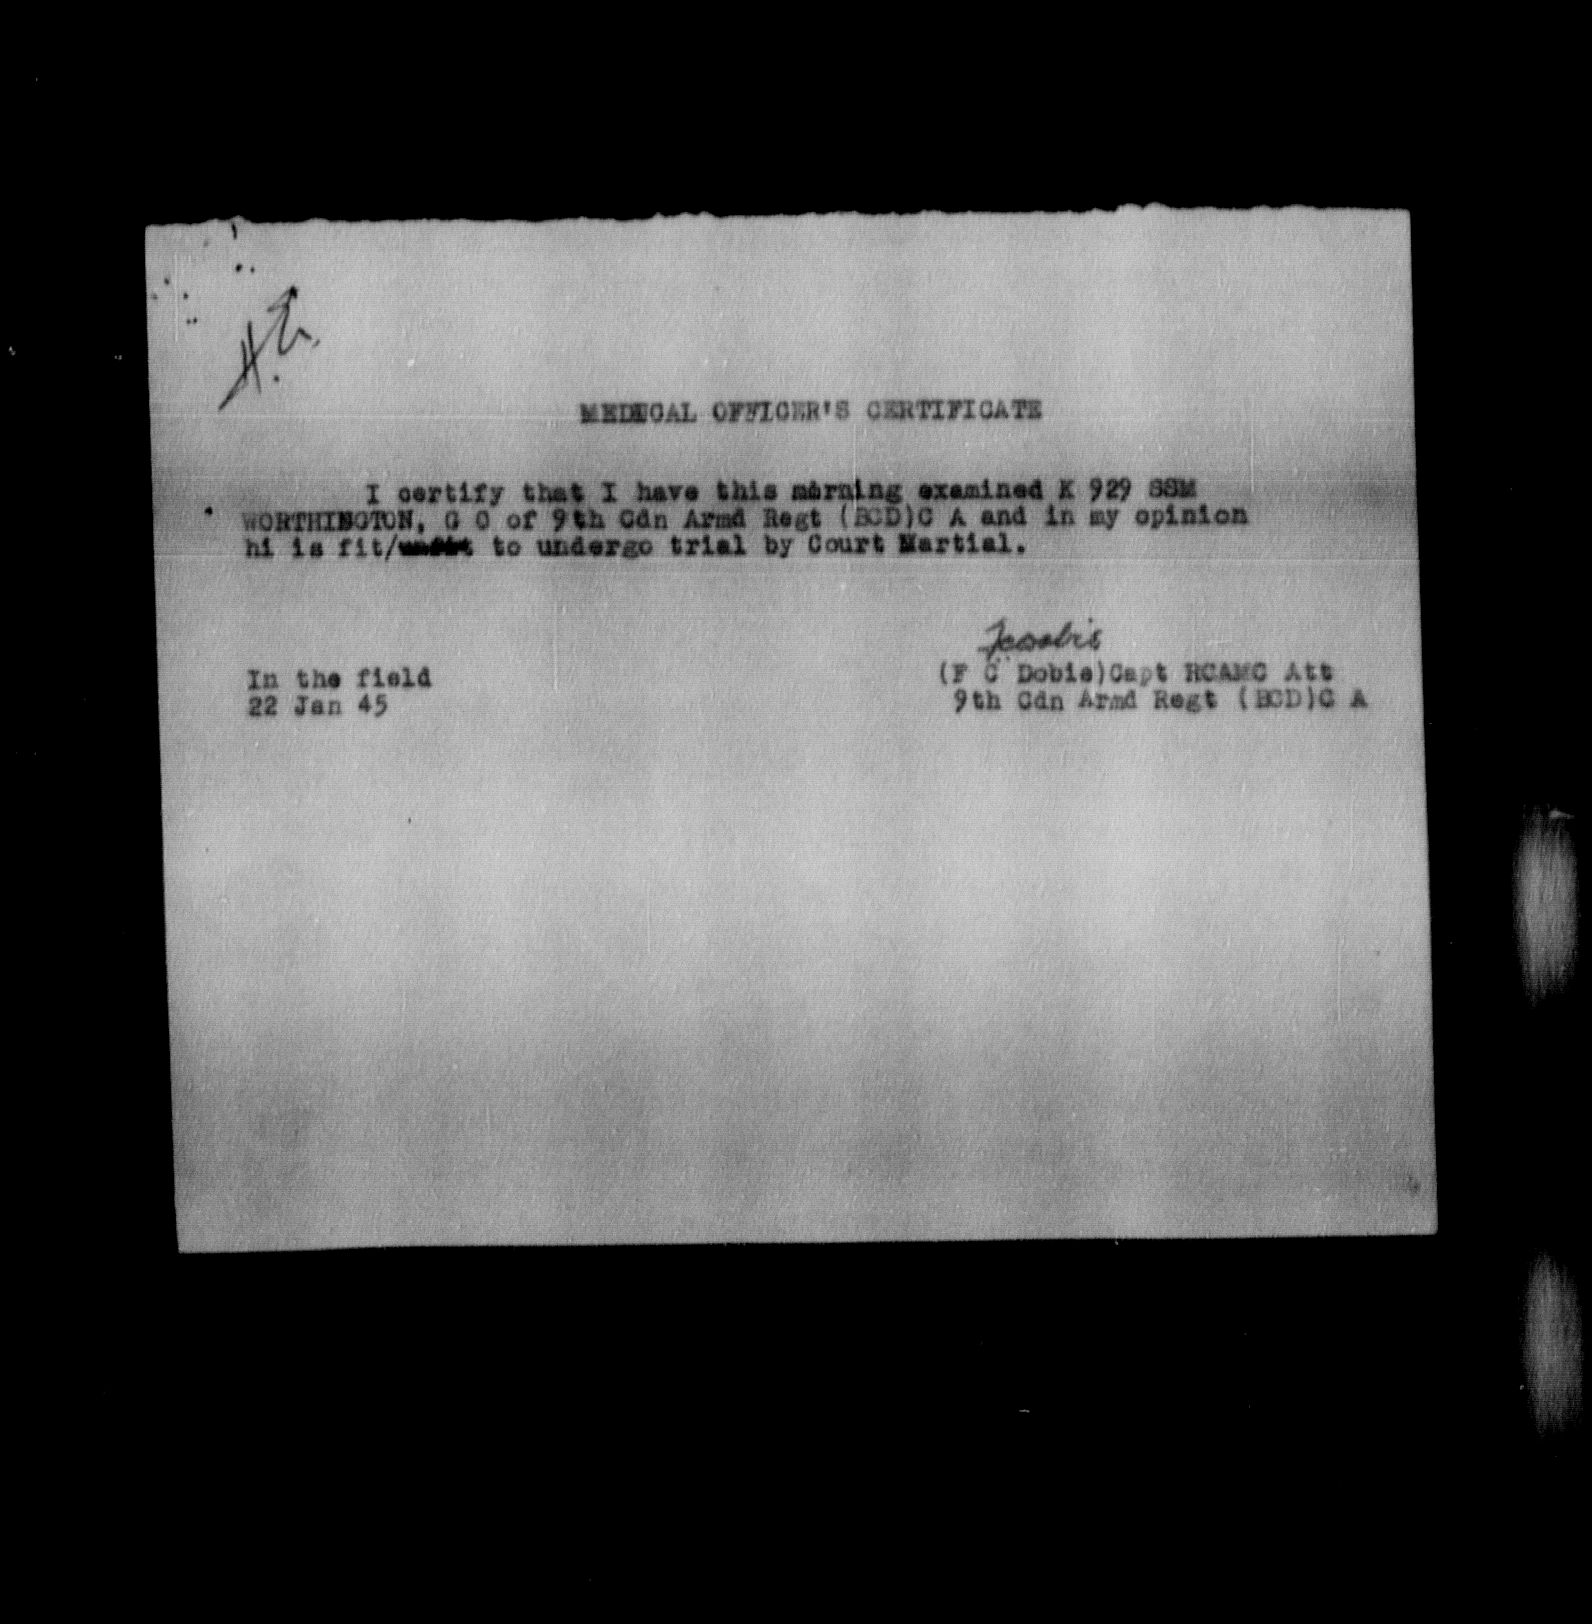 MEDICAL OFFICER'S CERTIFICATE
I certify that I have this morning examined K 929 SSM
WORTHINGTON, G O of 9th Cdn Armd Regt (BCD)C A and in my opinion
hi is fit/unfit to undergo trial by Court Martial.
In the field
22 Jan 45
(F C Dobie)Capt RCAMC Att
9th Cdn Armd Regt (BCD)C A